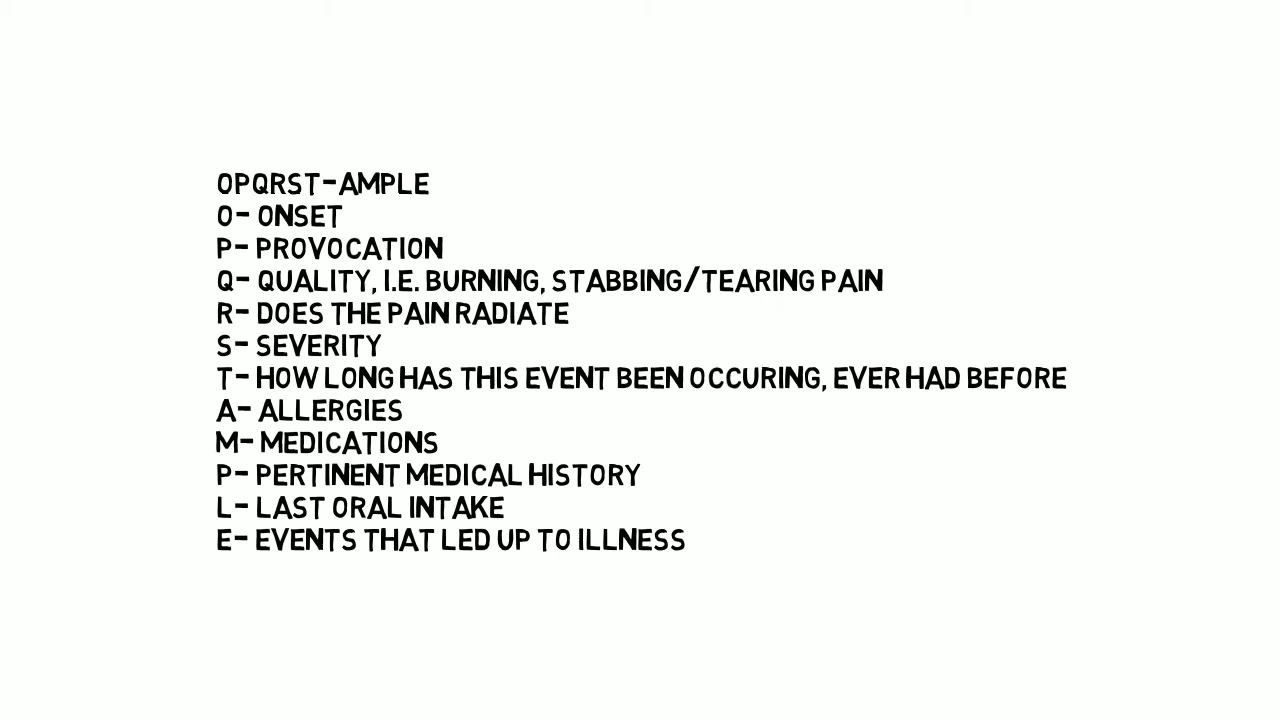 OPQRST-AMPLE
O- ONSET
P- PROVOCATION
Q- QUALITY, I.E. BURNING, STABBING/TEARING PAIN
R- DOES THE PAIN RADIATE
S- SEVERITY
T- HOW LONG HAS THIS EVENT BEEN OCCURING, EVER HAD BEFORE
A- ALLERGIES
M- MEDICATIONS
P- PERTINENT MEDICAL HISTORY
L- LAST ORAL INTAKE
E- EVENTS THAT LED UP TO ILLNESS